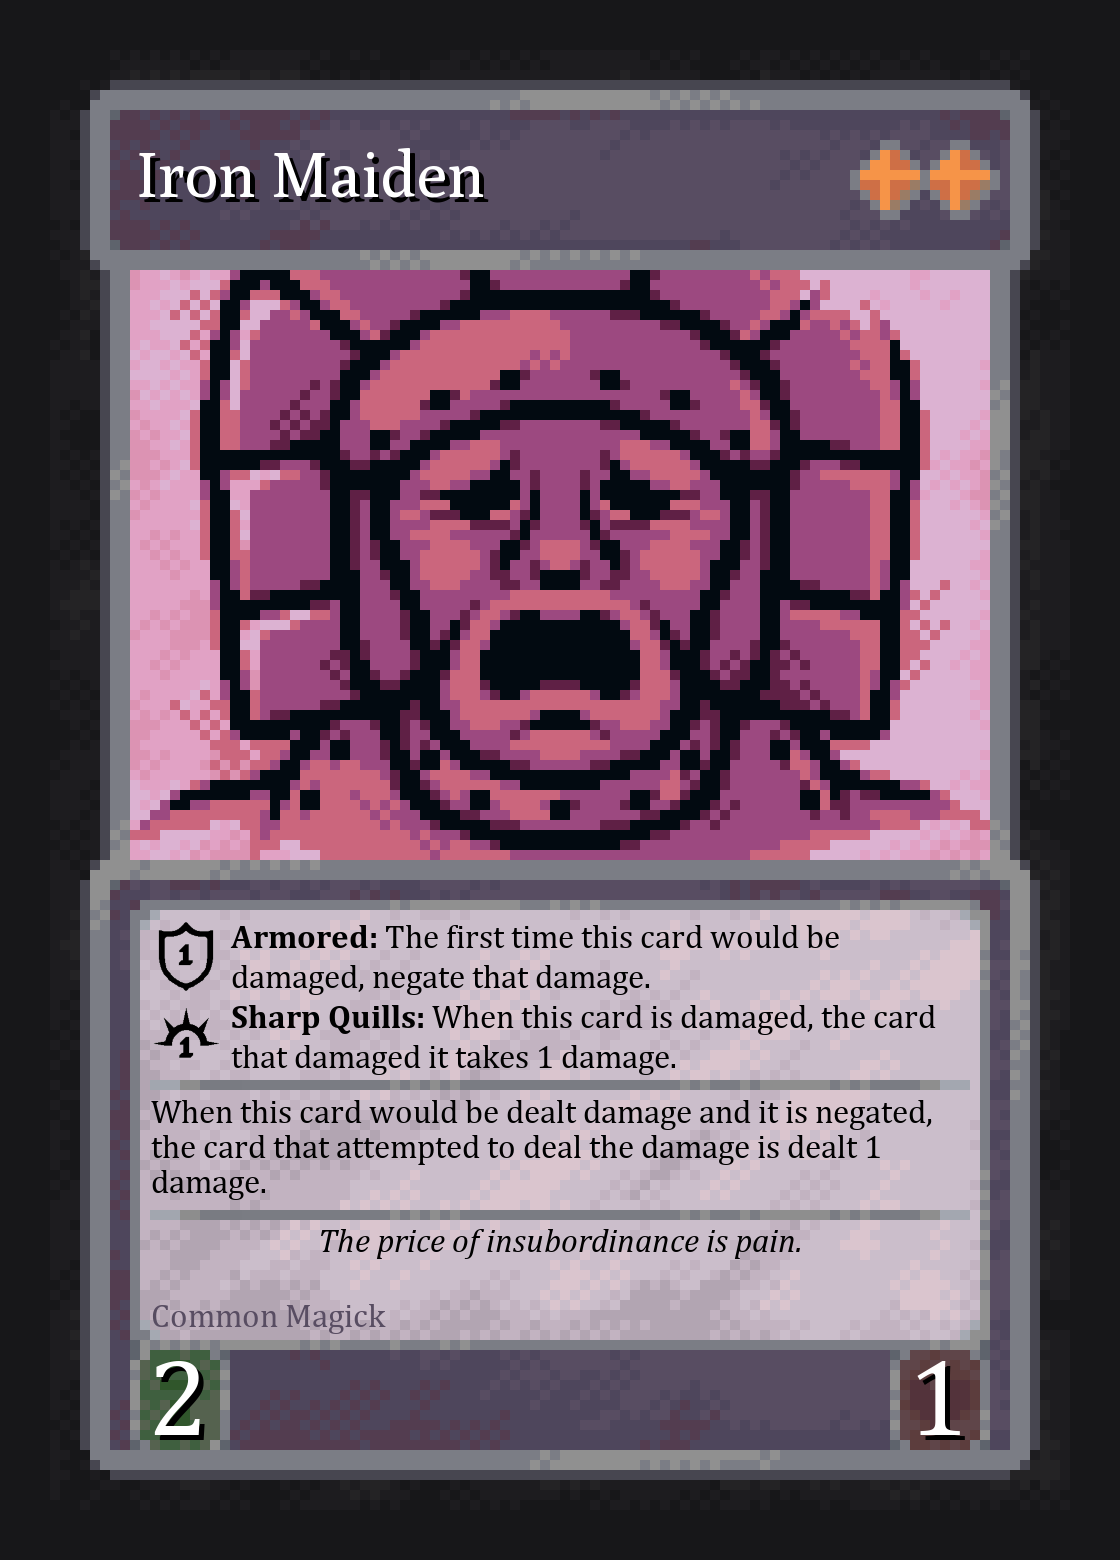 Iron Maiden
1
Armored: The first time this card would be
damaged, negate that damage.
1
Sharp Quills: When this card is damaged, the card
that damaged it takes 1 damage.
When this card would be dealt damage and it is negated,
the card that attempted to deal the damage is dealt 1
damage.
The price of insubordinance is pain.
Common Magick
2
1